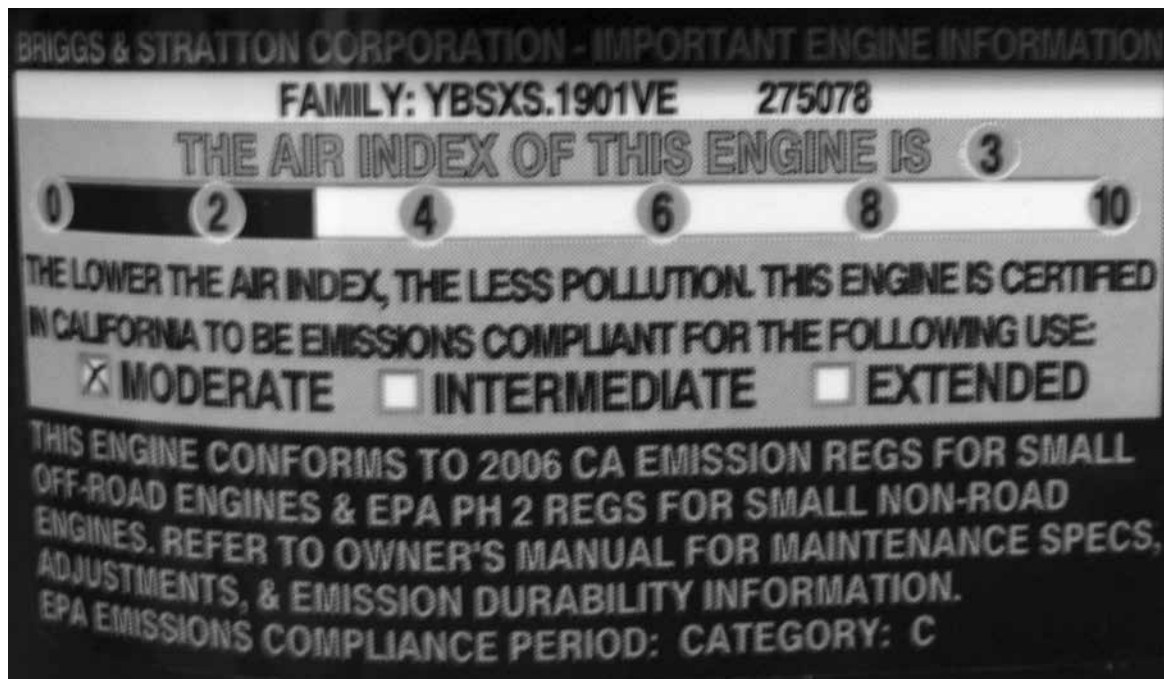 BRIGGS & STRATTON CORPORATION - IMPORTANT ENGINE INFORMATION
FAMILY: YBSXS.1901VE 275078
THE AIR INDEX OF THIS ENGINE IS 3
0 2 4 6 8 10
THE LOWER THE AIR INDEX, THE LESS POLLUTION. THIS ENGINE IS CERTIFIED
IN CALIFORNIA TO BE EMISSIONS COMPLIANT FOR THE FOLLOWING USE:
X MODERATE INTERMEDIATE EXTENDED
THIS ENGINE CONFORMS TO 2006 CA EMISSION REGS FOR SMALL
OFF-ROAD ENGINES & EPA PH 2 REGS FOR SMALL NON-ROAD
ENGINES. REFER TO OWNER'S MANUAL FOR MAINTENANCE SPECS,
ADJUSTMENTS, & EMISSION DURABILITY INFORMATION.
EPA EMISSIONS COMPLIANCE PERIOD: CATEGORY: C